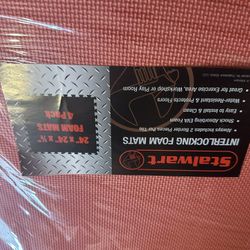 Stalwart
INTERLOCKING FOAM MATS
24" x 24" x ½"
FOAM MATS
4 Pack
• Always Includes 2 Border Pieces Per Tile
• Shock Absorbing EVA Foam
• Easy to Install & Clean
• Water-Resistant & Protects Floors
• Great for Exercise Area, Workshop or Play Room